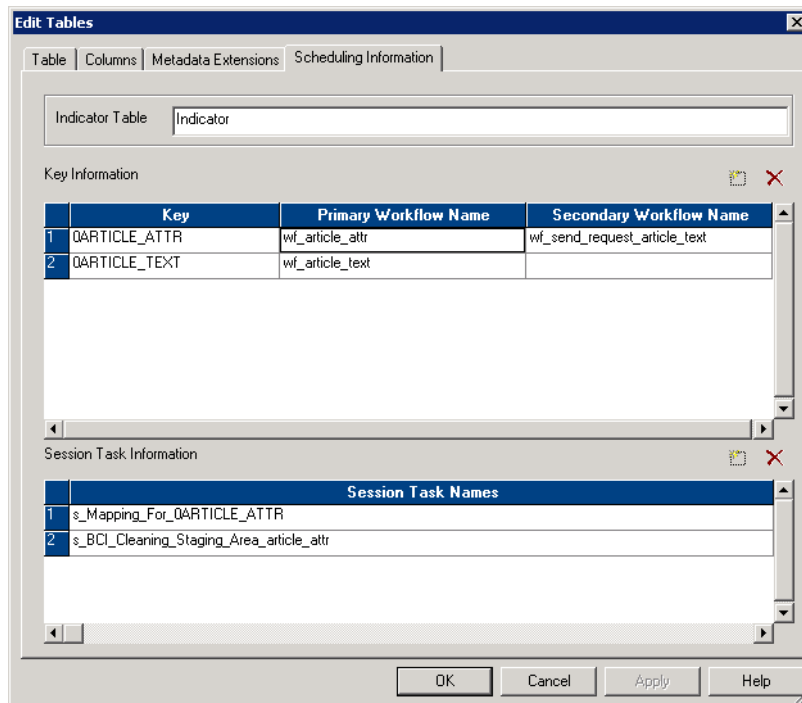 Edit Tables
Table Columns Metadata Extensions Scheduling Information
Indicator Table Indicator
Key Information
Key Primary Workflow Name Secondary Workflow Name
1 0ARTICLE_ATTR wf_article_attr wf_send_request_article_text
2 0ARTICLE_TEXT wf_article_text
Session Task Information
Session Task Names
1 s_Mapping_For_0ARTICLE_ATTR
2 s_BCI_Cleaning_Staging_Area_article_attr
OK Cancel Apply Help